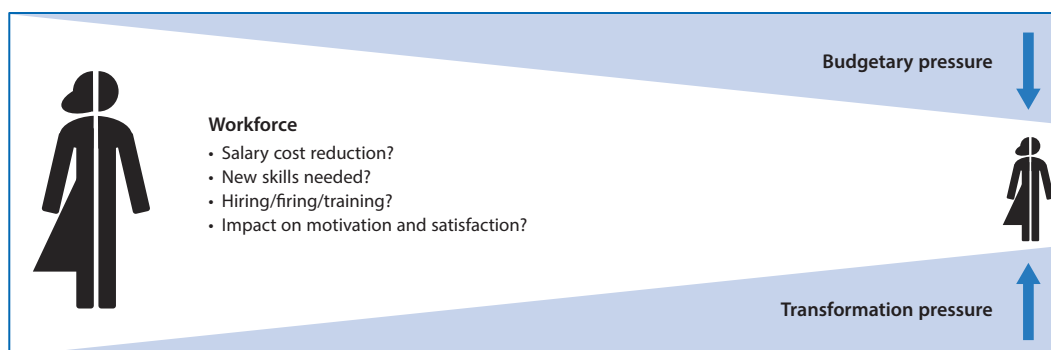 Budgetary pressure
Workforce
• Salary cost reduction?
• New skills needed?
• Hiring/firing/training?
• Impact on motivation and satisfaction?
Transformation pressure